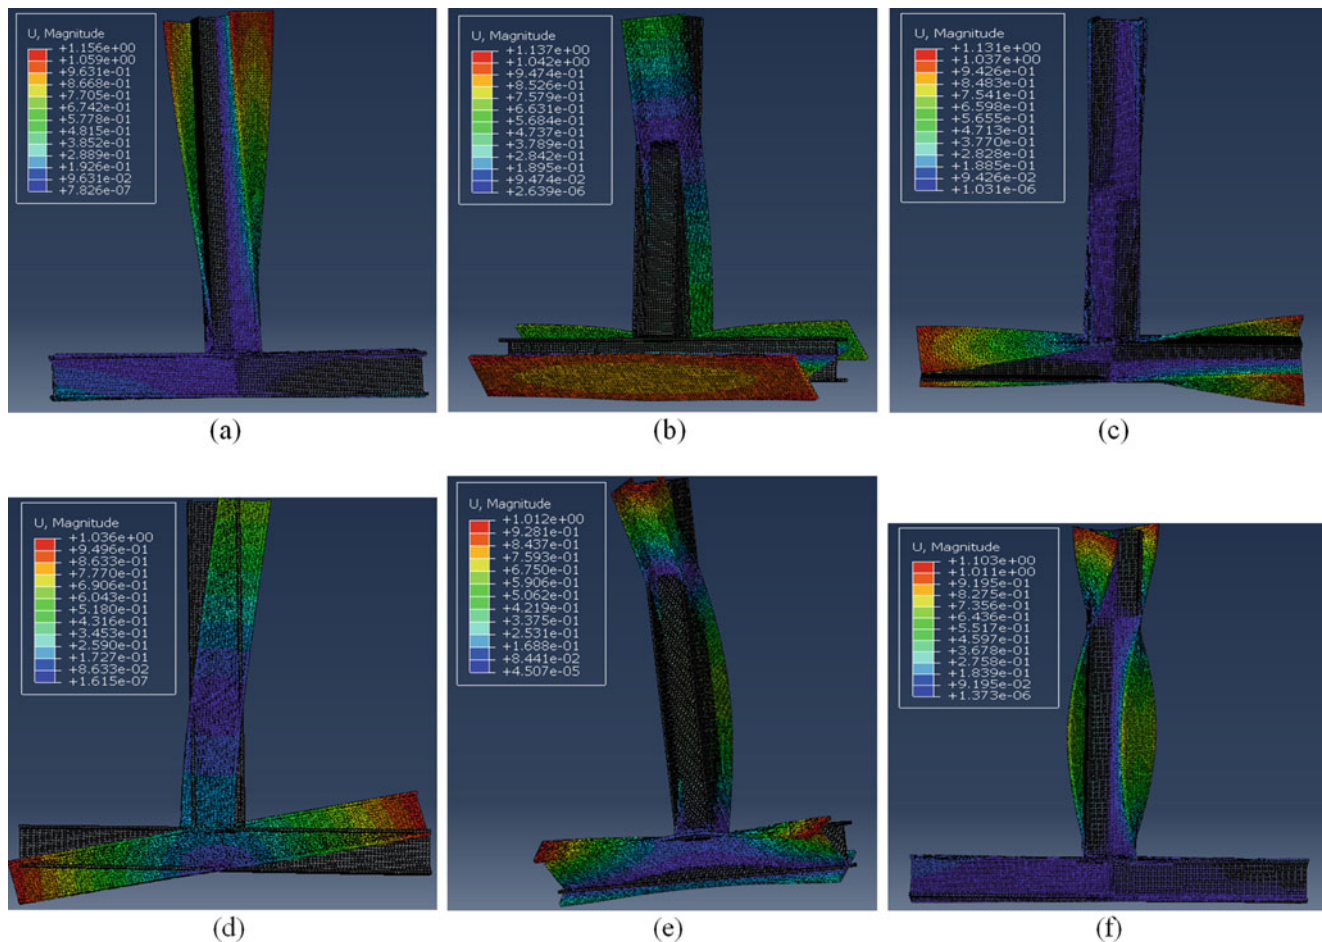 U, Magnitude
+1.156e+00
+1.059e+00
+9.631e-01
+8.668e-01
+7.705e-01
+6.742e-01
+5.778e-01
+4.815e-01
+3.852e-01
+2.889e-01
+1.926e-01
+9.631e-02
+7.826e-07
(a)
U, Magnitude
+1.137e+00
+1.042e+00
+9.474e-01
+8.526e-01
+7.579e-01
+6.631e-01
+5.684e-01
+4.737e-01
+3.789e-01
+2.842e-01
+1.895e-01
+9.474e-02
+2.639e-06
(b)
U, Magnitude
+1.131e+00
+1.037e+00
+9.426e-01
+8.483e-01
+7.541e-01
+6.598e-01
+5.655e-01
+4.713e-01
+3.770e-01
+2.828e-01
+1.885e-01
+9.426e-02
+1.031e-06
(c)
U, Magnitude
+1.036e+00
+9.496e-01
+8.633e-01
+7.770e-01
+6.906e-01
+6.043e-01
+5.180e-01
+4.316e-01
+3.453e-01
+2.590e-01
+1.727e-01
+8.633e-02
+1.615e-07
(d)
U, Magnitude
+1.012e+00
+9.281e-01
+8.437e-01
+7.593e-01
+6.750e-01
+5.906e-01
+5.062e-01
+4.219e-01
+3.375e-01
+2.531e-01
+1.688e-01
+8.441e-02
+4.507e-05
(e)
U, Magnitude
+1.103e+00
+1.011e+00
+9.195e-01
+8.275e-01
+7.356e-01
+6.436e-01
+5.517e-01
+4.597e-01
+3.678e-01
+2.758e-01
+1.839e-01
+9.195e-02
+1.373e-06
(f)